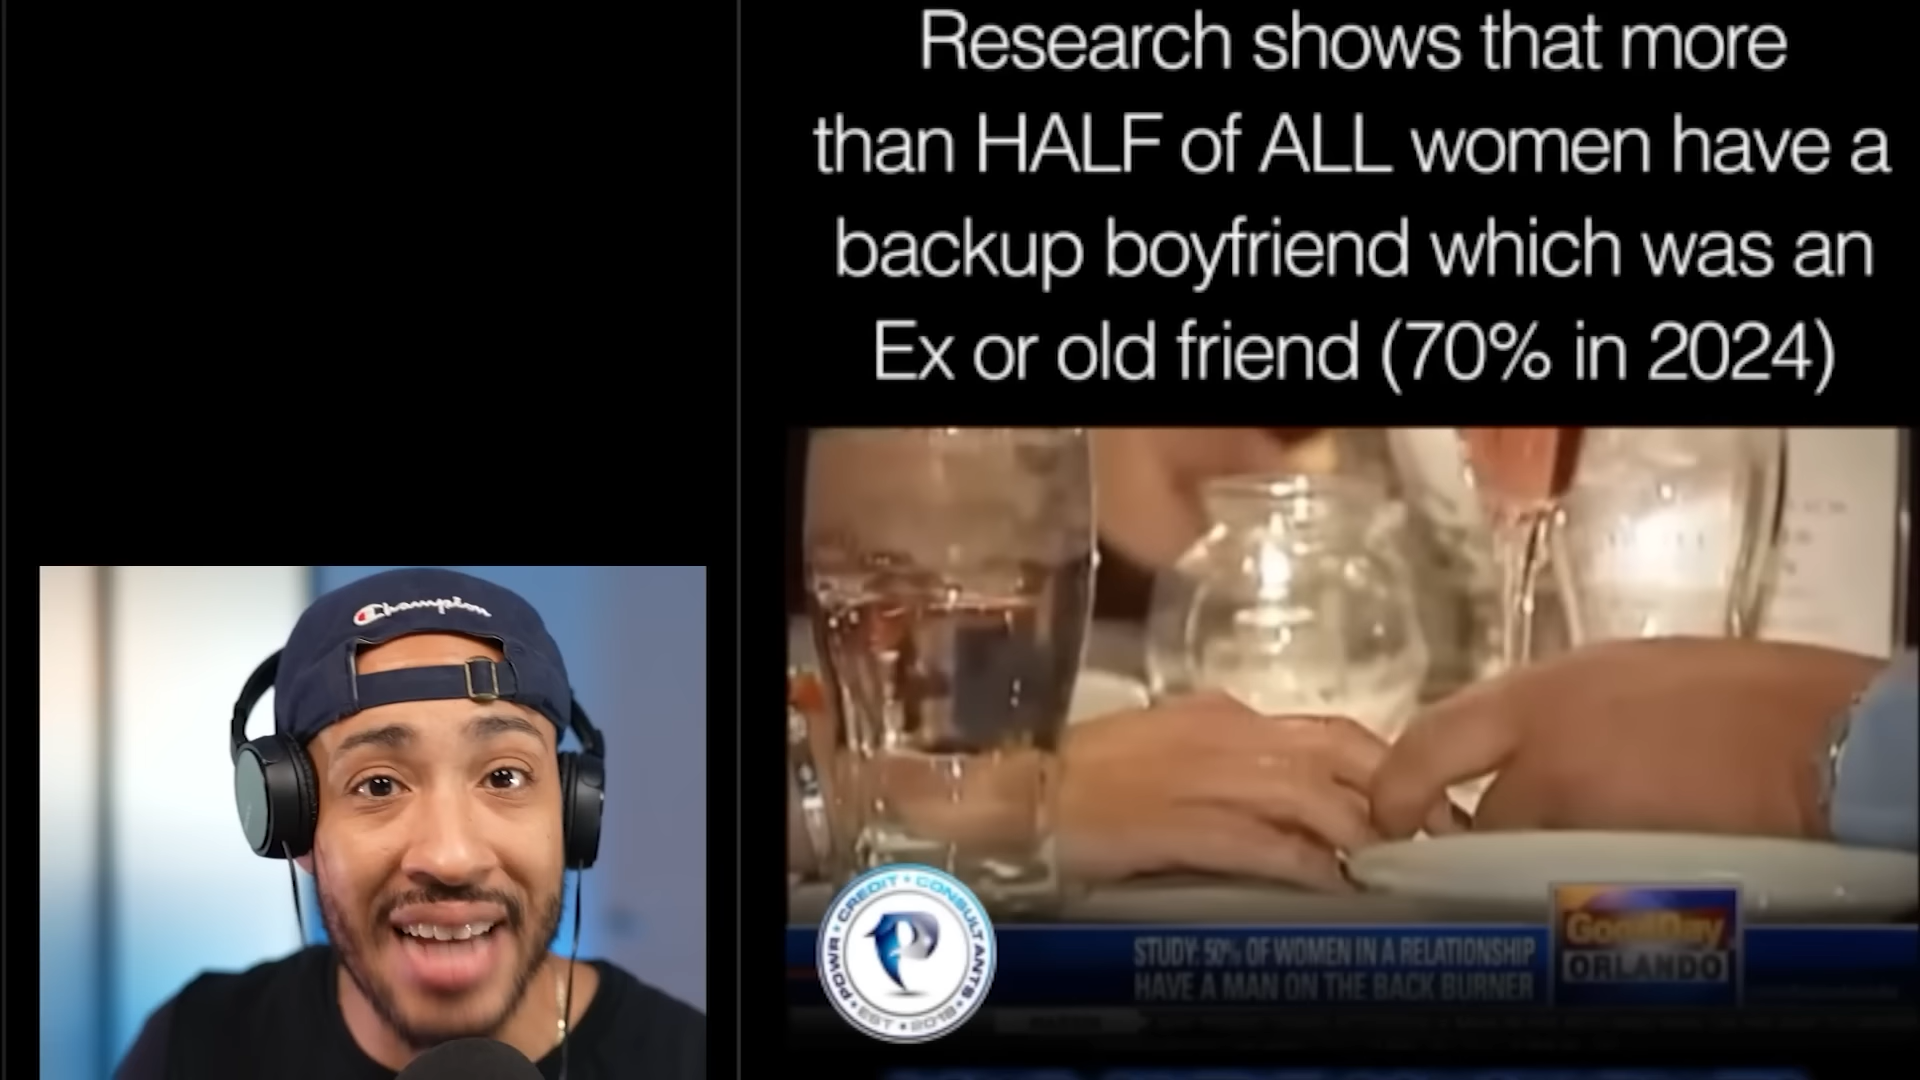 Research shows that more
than HALF of ALL women have a
backup boyfriend which was an
Ex or old friend (70% in 2024)
Champion
POWR • CREDIT • CONSULTANTS
P
• EST • 2018 •
STUDY: 50% OF WOMEN IN A RELATIONSHIP
HAVE A MAN ON THE BACK BURNER
GoodDay
ORLANDO